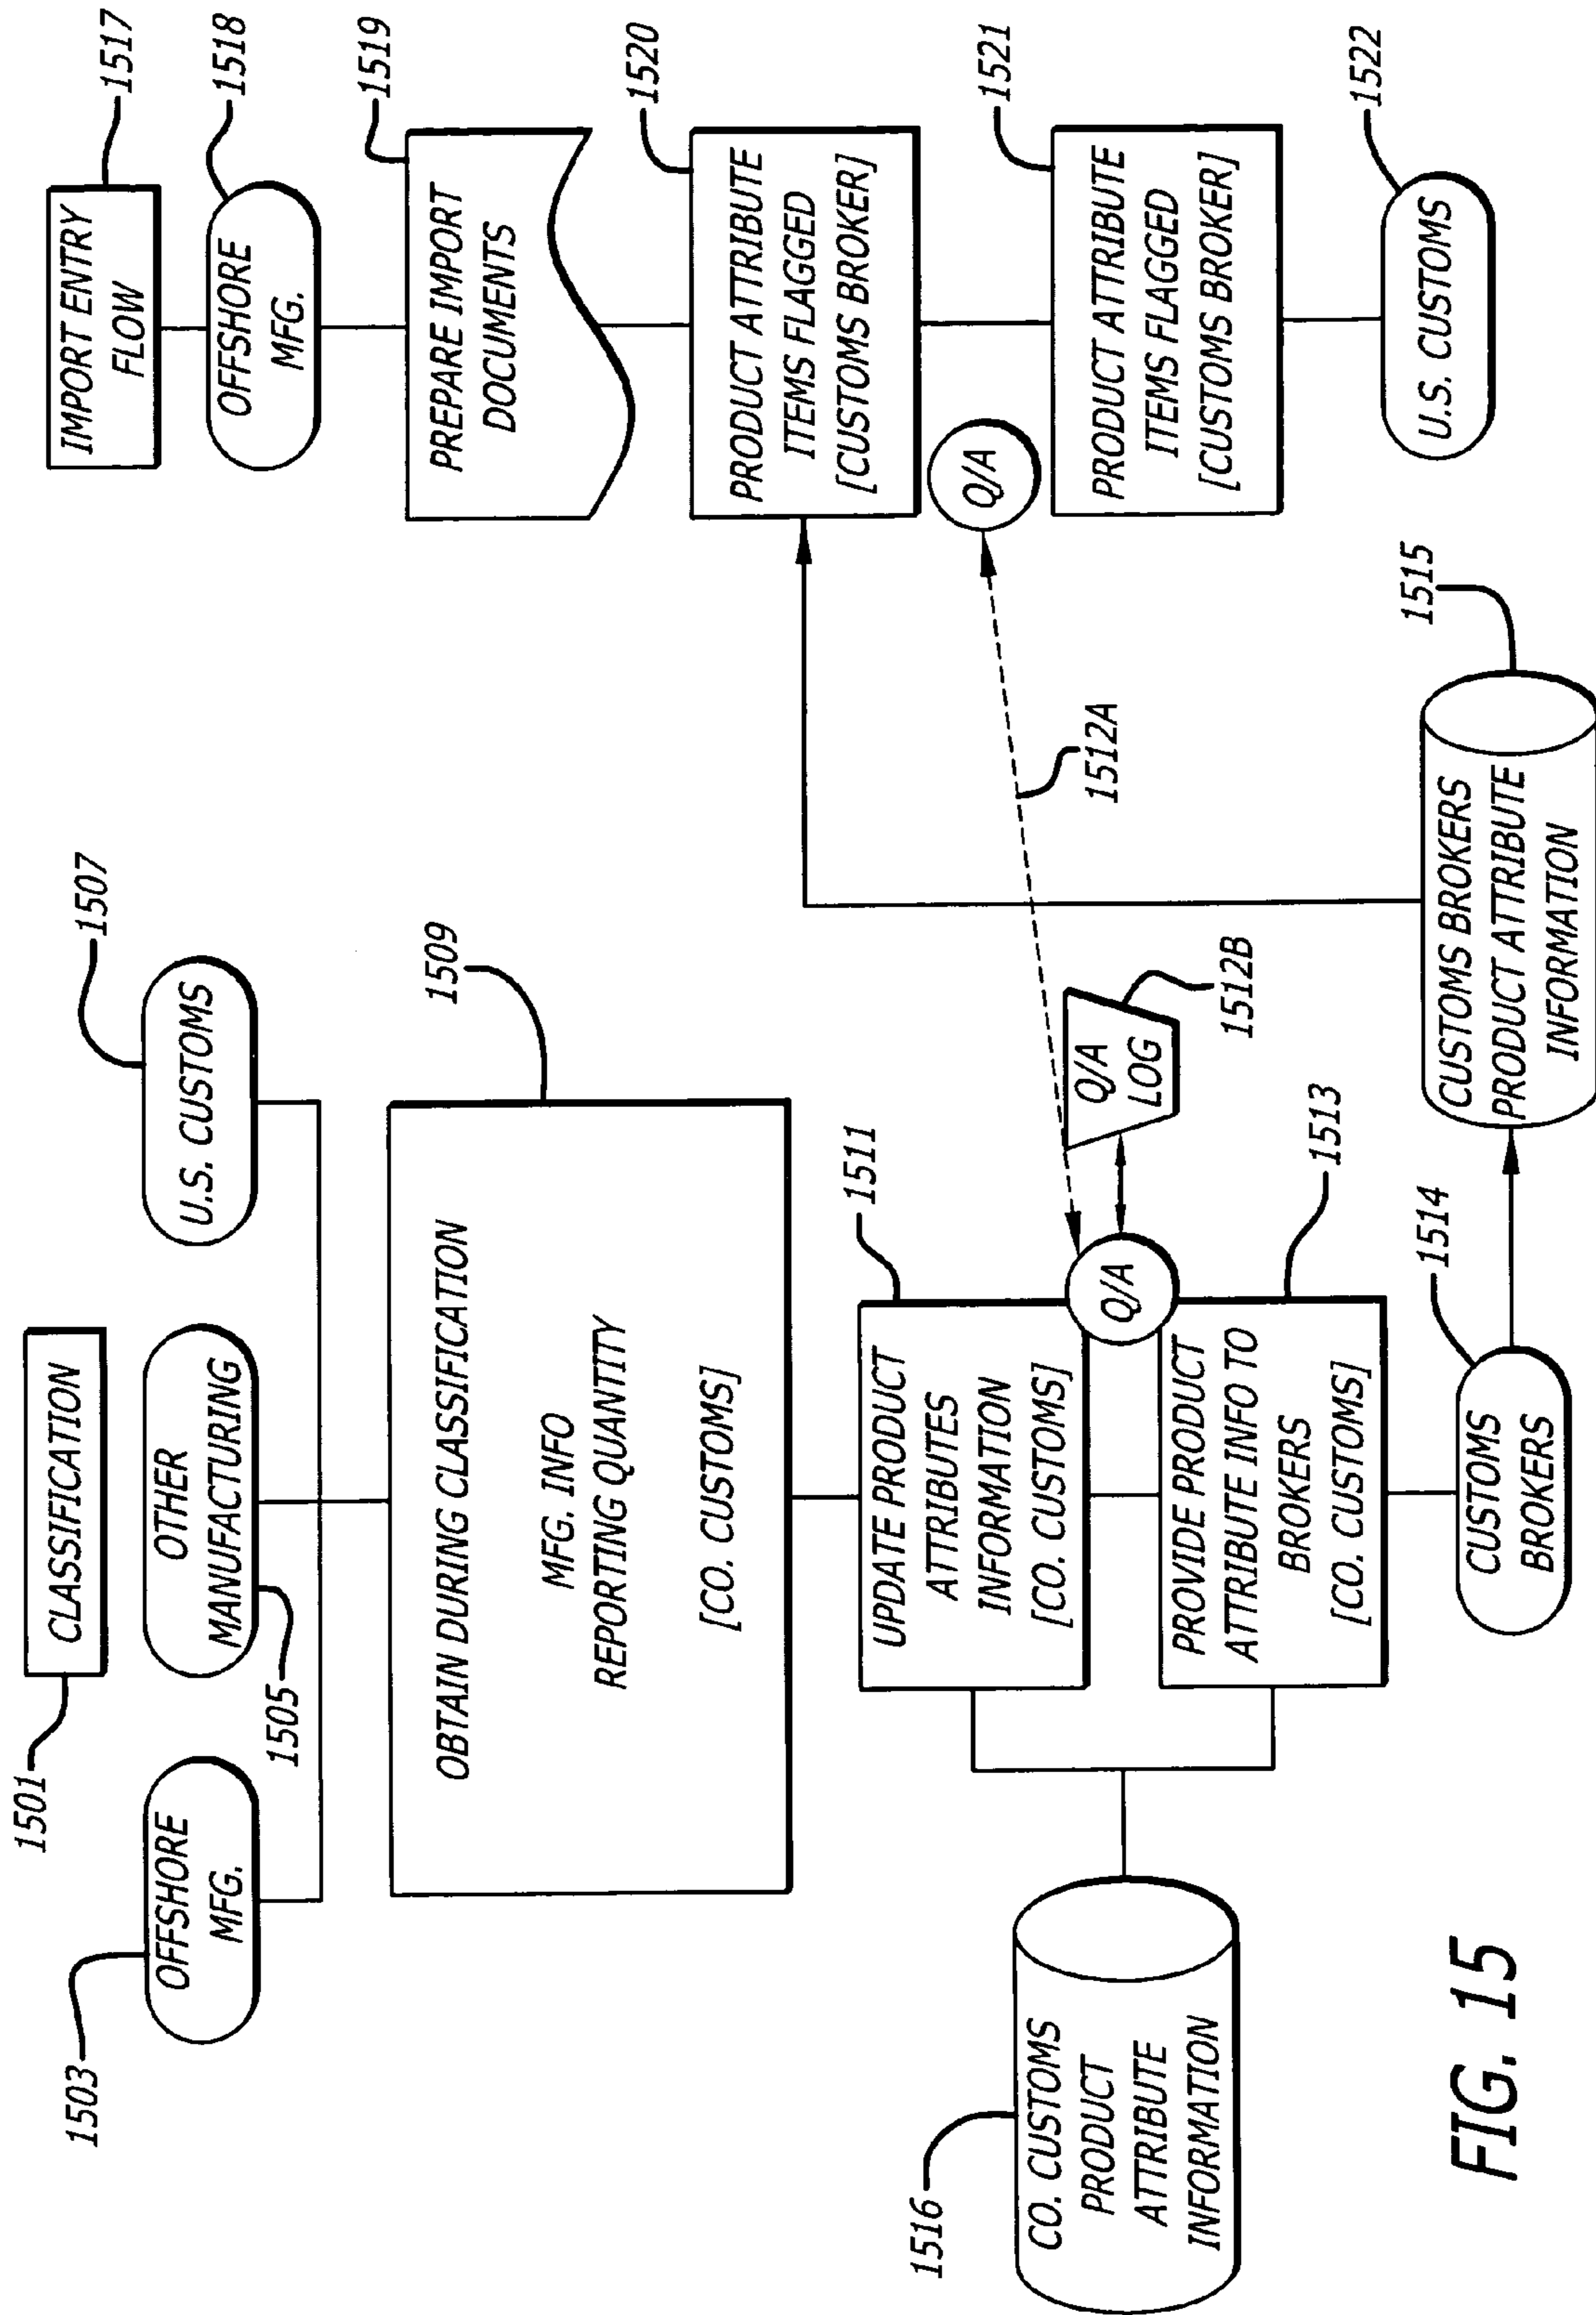 1501
CLASSIFICATION
1503
OFFSHORE
MFG.
OTHER
MANUFACTURING
1505
U.S. CUSTOMS
1507
OBTAIN DURING CLASSIFICATION
MFG. INFO
REPORTING QUANTITY
[CO. CUSTOMS]
1509
UPDATE PRODUCT
ATTRIBUTES
INFORMATION
[CO. CUSTOMS]
1511
Q/A
Q/A
LOG
1512B
1512A
PROVIDE PRODUCT
ATTRIBUTE INFO TO
BROKERS
[CO. CUSTOMS]
1513
CUSTOMS
BROKERS
1514
CUSTOMS BROKERS
PRODUCT ATTRIBUTE
INFORMATION
1515
1516
CO. CUSTOMS
PRODUCT
ATTRIBUTE
INFORMATION
IMPORT ENTRY
FLOW
1517
OFFSHORE
MFG.
1518
PREPARE IMPORT
DOCUMENTS
1519
PRODUCT ATTRIBUTE
ITEMS FLAGGED
[CUSTOMS BROKER]
1520
Q/A
PRODUCT ATTRIBUTE
ITEMS FLAGGED
[CUSTOMS BROKER]
1521
U.S. CUSTOMS
1522
FIG. 15